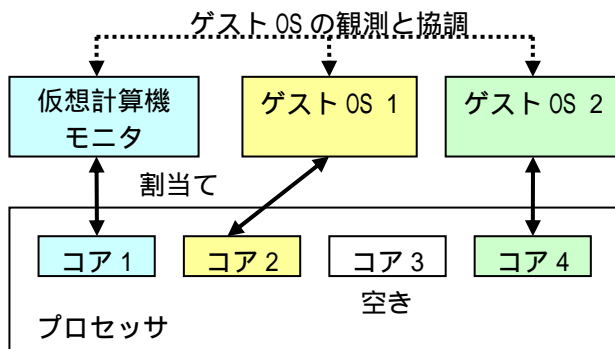 ゲスト OS の観測と協調
仮想計算機
モニタ
ゲスト OS 1
ゲスト OS 2
割当て
コア 1
コア 2
コア 3
コア 4
空き
プロセッサ